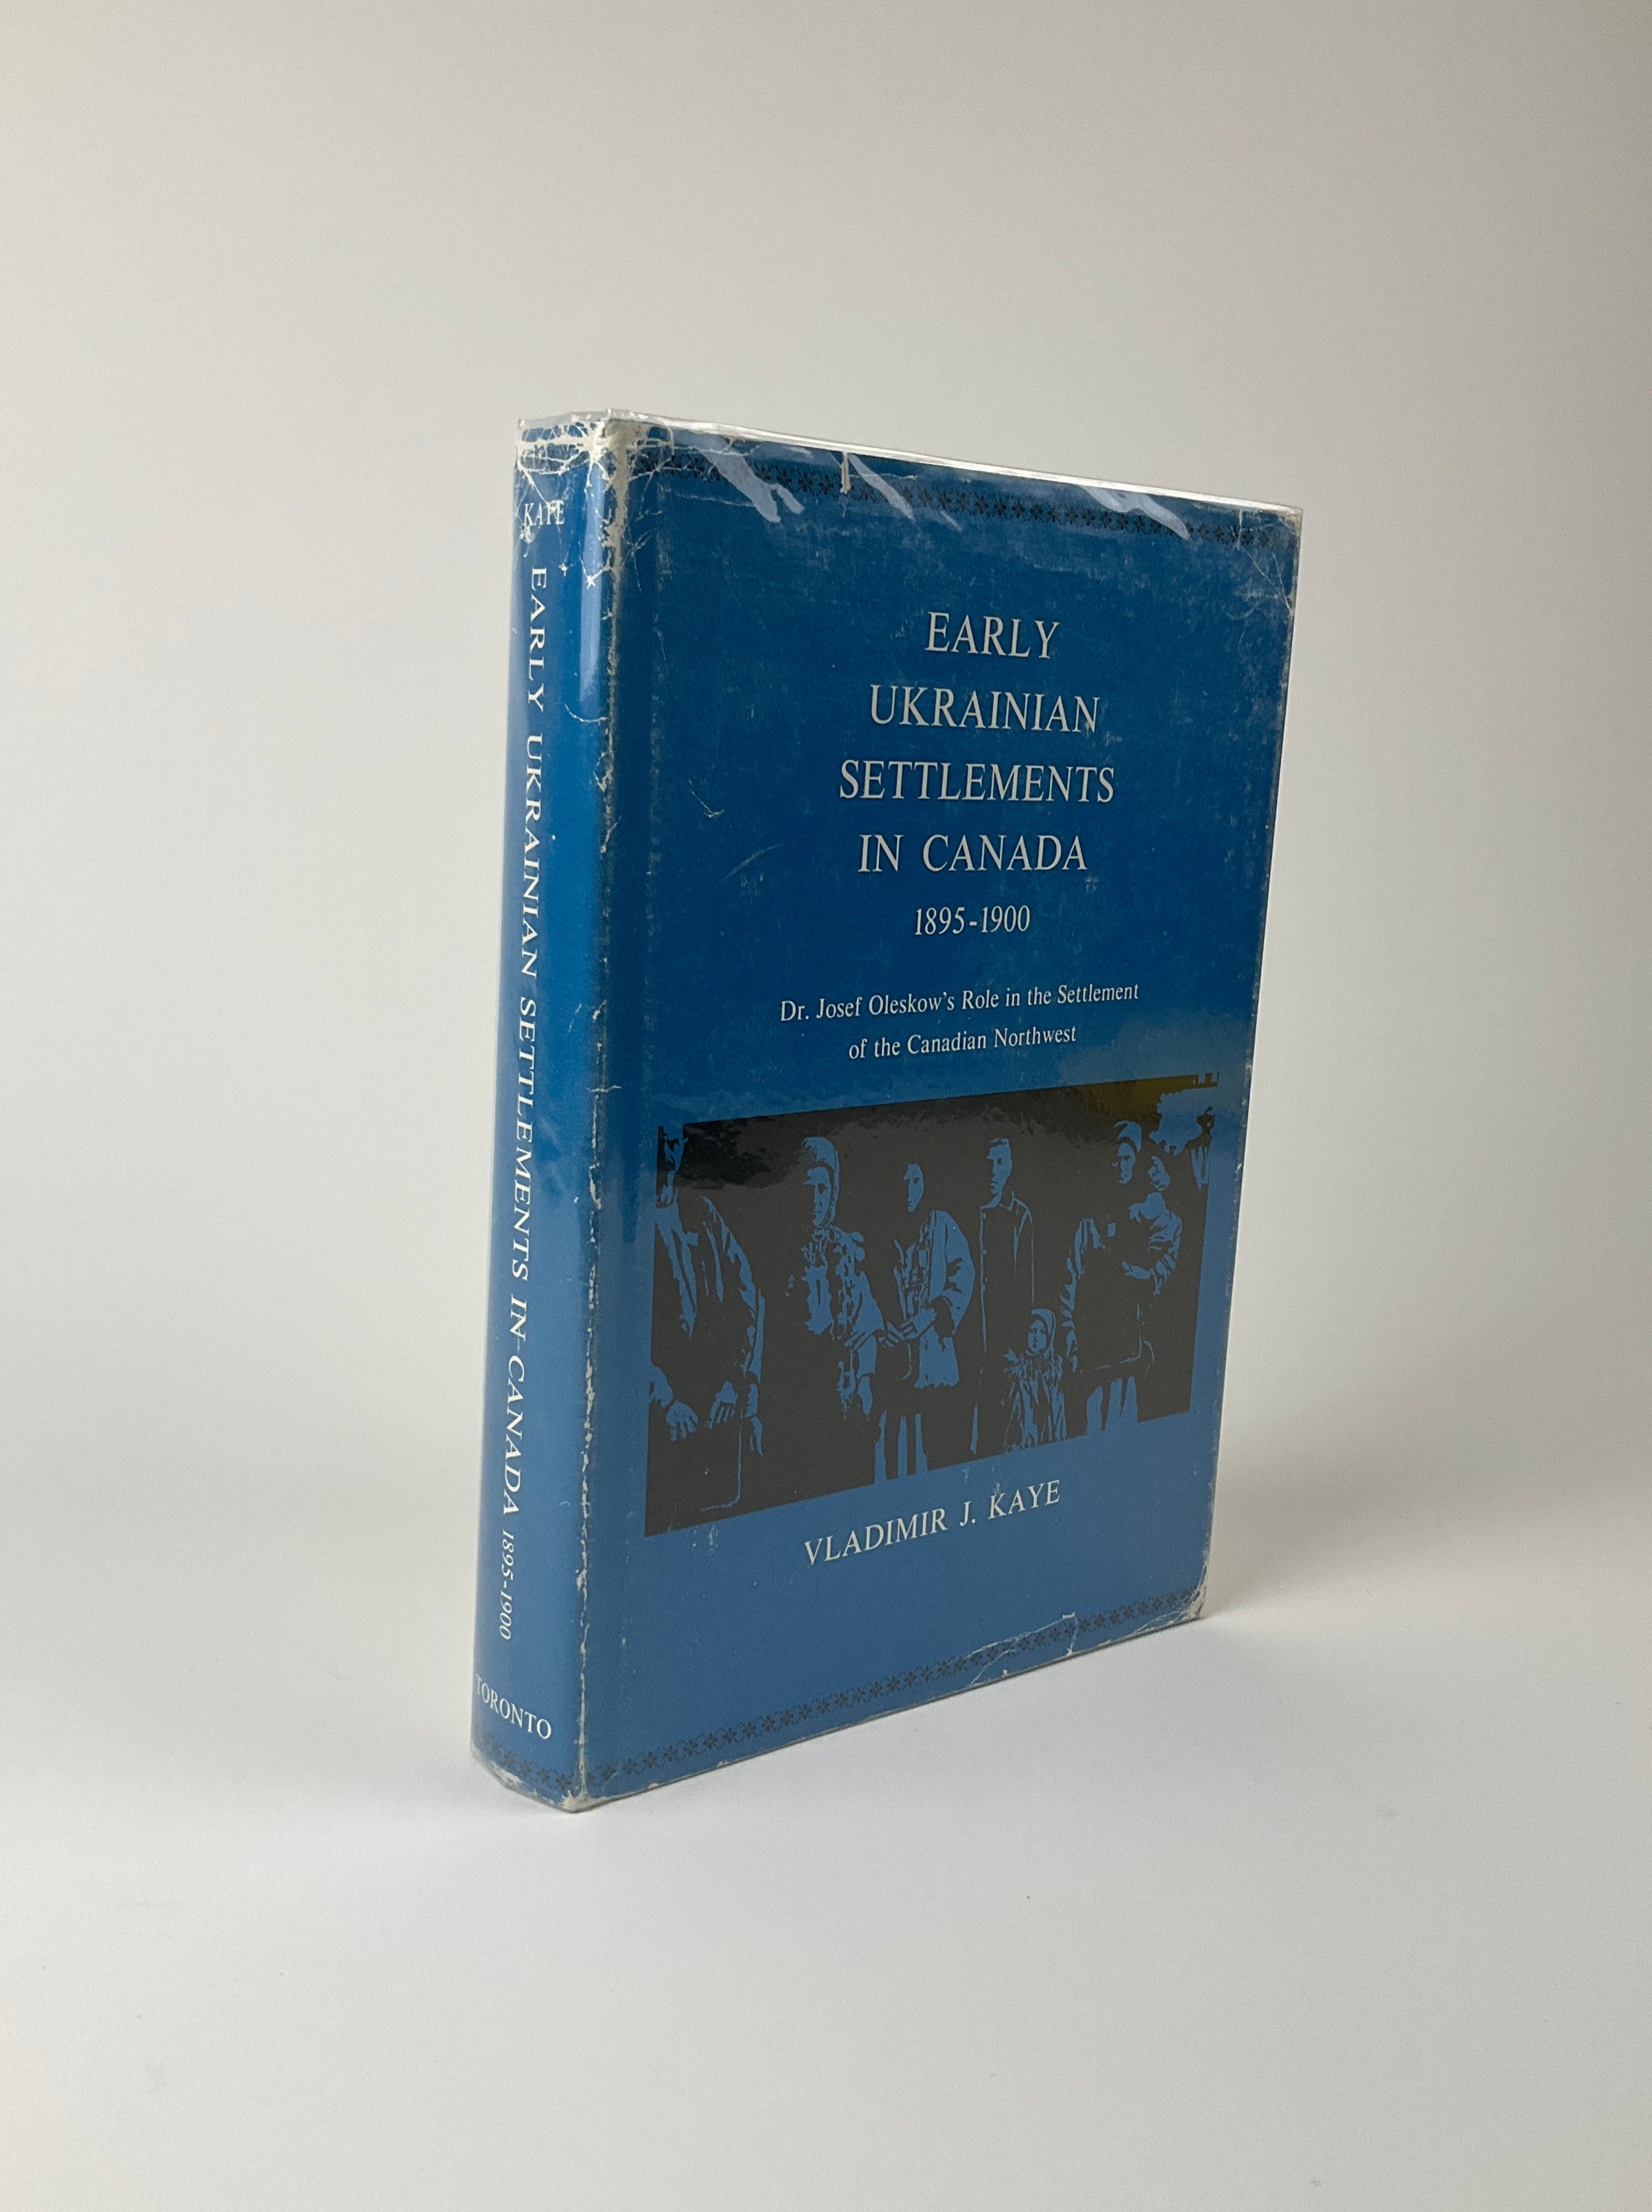 KAYE
EARLY UKRAINIAN SETTLEMENTS IN CANADA 1895-1900
TORONTO
EARLY
UKRAINIAN
SETTLEMENTS
IN CANADA
1895-1900
Dr. Josef Oleskow's Role in the Settlement
of the Canadian Northwest
VLADIMIR J. KAYE